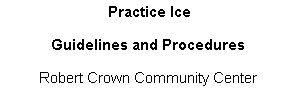 Practice Ice
Guidelines and Procedures
Robert Crown Community Center